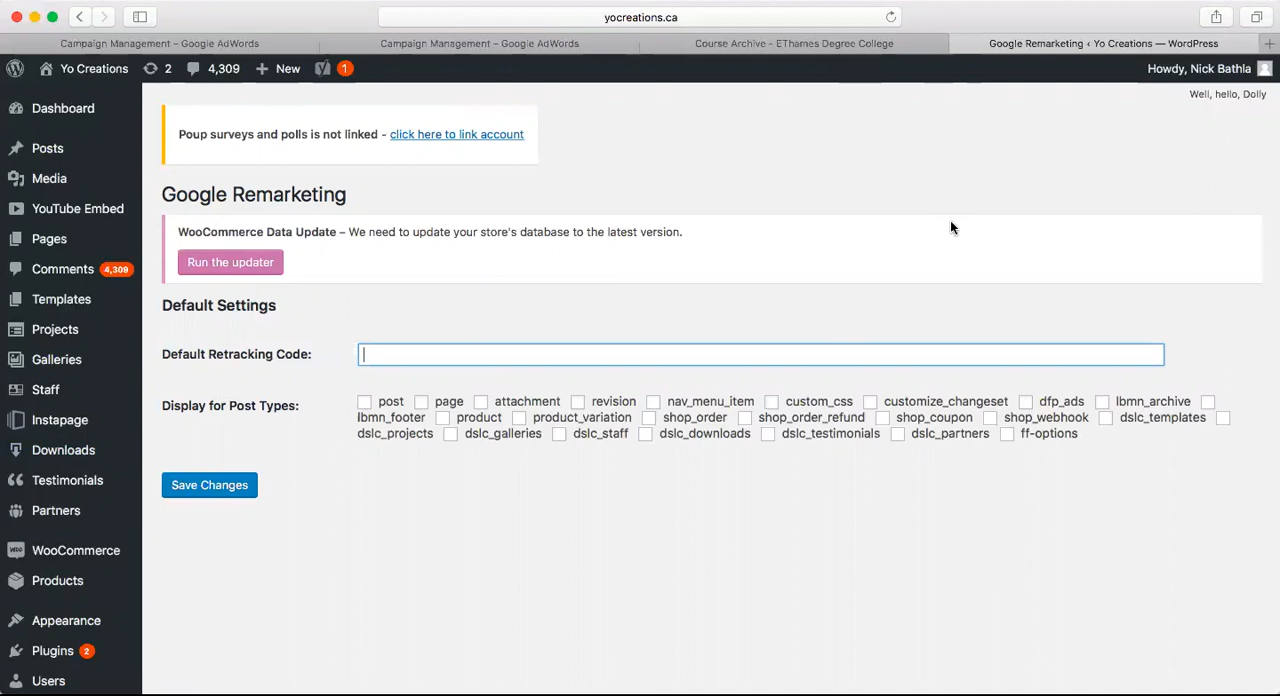 yocreations.ca
Campaign Management – Google AdWords
Campaign Management – Google AdWords
Course Archive – EThames Degree College
Google Remarketing ‹ Yo Creations — WordPress
Yo Creations
2
4,309
New
1
Howdy, Nick Bathla
Well, hello, Dolly
Dashboard
Posts
Media
YouTube Embed
Pages
Comments 4,309
Templates
Projects
Galleries
Staff
Instapage
Downloads
Testimonials
Partners
WooCommerce
Products
Appearance
Plugins 2
Users
Poup surveys and polls is not linked - click here to link account
Google Remarketing
WooCommerce Data Update – We need to update your store's database to the latest version.
Run the updater
Default Settings
Default Retracking Code:
Display for Post Types:
post page attachment revision nav_menu_item custom_css customize_changeset dfp_ads lbmn_archive
lbmn_footer product product_variation shop_order shop_order_refund shop_coupon shop_webhook dslc_templates
dslc_projects dslc_galleries dslc_staff dslc_downloads dslc_testimonials dslc_partners ff-options
Save Changes